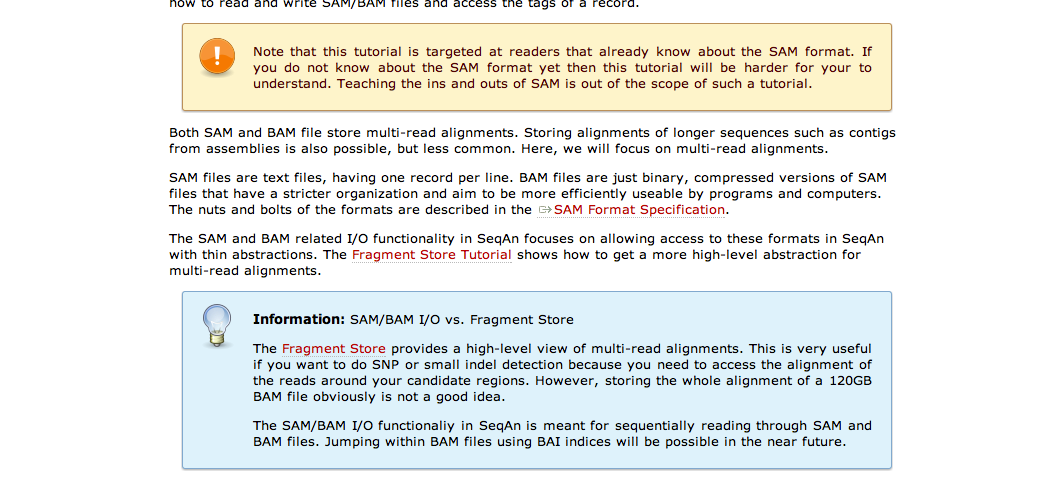 how to read and write SAM/BAM files and access the tags of a record.
Note that this tutorial is targeted at readers that already know about the SAM format. If
you do not know about the SAM format yet then this tutorial will be harder for your to
understand. Teaching the ins and outs of SAM is out of the scope of such a tutorial.
Both SAM and BAM file store multi-read alignments. Storing alignments of longer sequences such as contigs
from assemblies is also possible, but less common. Here, we will focus on multi-read alignments.
SAM files are text files, having one record per line. BAM files are just binary, compressed versions of SAM
files that have a stricter organization and aim to be more efficiently useable by programs and computers.
The nuts and bolts of the formats are described in the SAM Format Specification.
The SAM and BAM related I/O functionality in SeqAn focuses on allowing access to these formats in SeqAn
with thin abstractions. The Fragment Store Tutorial shows how to get a more high-level abstraction for
multi-read alignments.
Information: SAM/BAM I/O vs. Fragment Store
The Fragment Store provides a high-level view of multi-read alignments. This is very useful
if you want to do SNP or small indel detection because you need to access the alignment of
the reads around your candidate regions. However, storing the whole alignment of a 120GB
BAM file obviously is not a good idea.
The SAM/BAM I/O functionaliy in SeqAn is meant for sequentially reading through SAM and
BAM files. Jumping within BAM files using BAI indices will be possible in the near future.